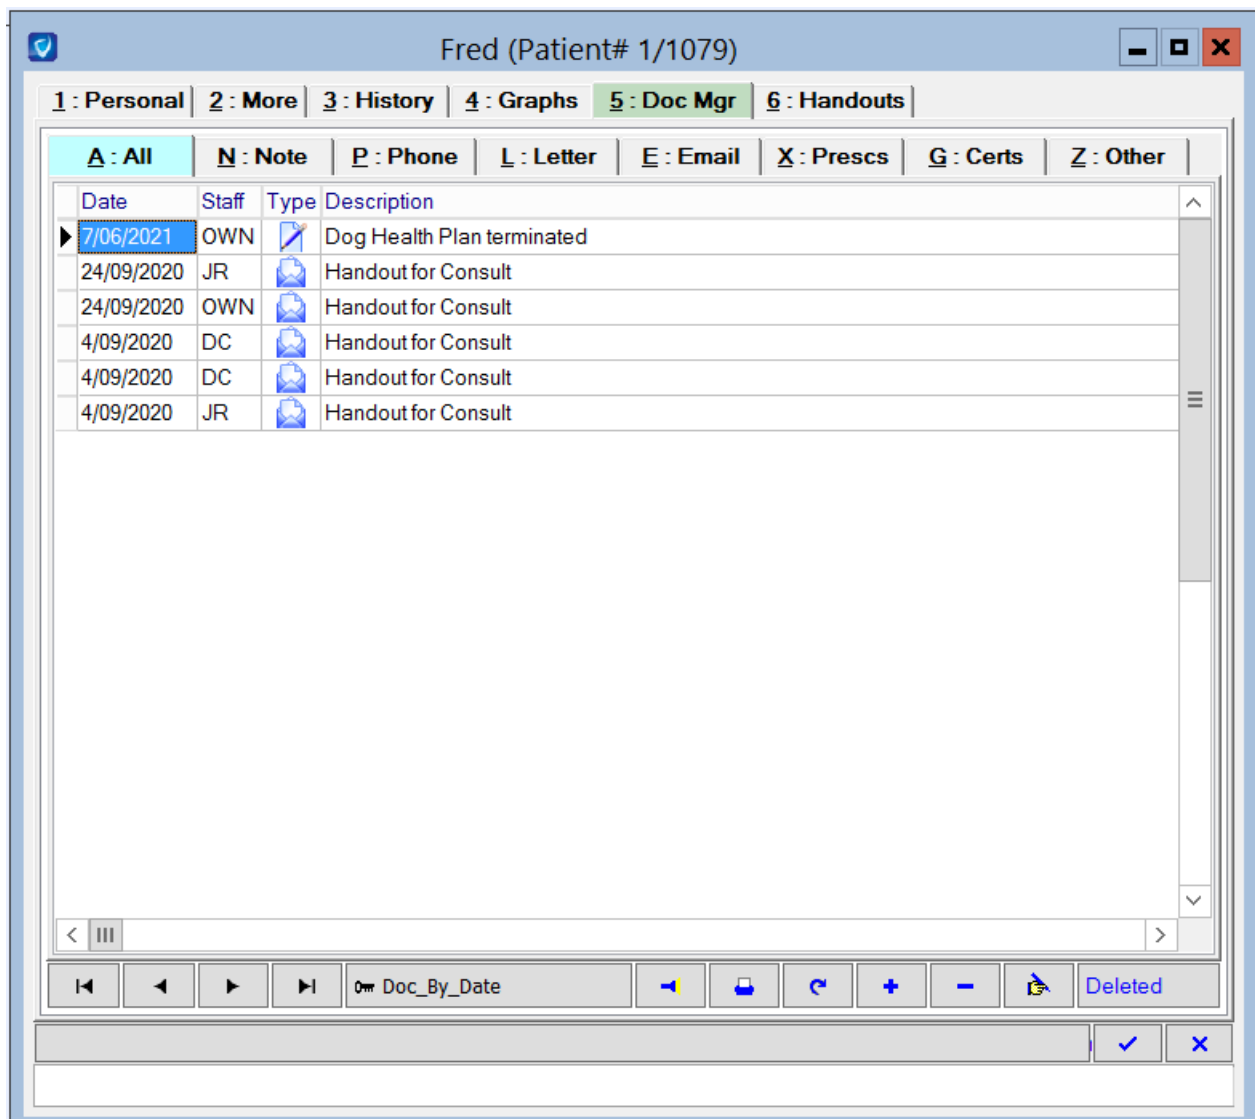 Fred (Patient# 1/1079)
1 : Personal 2 : More 3 : History 4 : Graphs 5 : Doc Mgr 6 : Handouts
A : All N : Note P : Phone L : Letter E : Email X : Prescs G : Certs Z : Other
Date Staff Type Description
7/06/2021 OWN Dog Health Plan terminated
24/09/2020 JR Handout for Consult
24/09/2020 OWN Handout for Consult
4/09/2020 DC Handout for Consult
4/09/2020 DC Handout for Consult
4/09/2020 JR Handout for Consult
Doc_By_Date Deleted